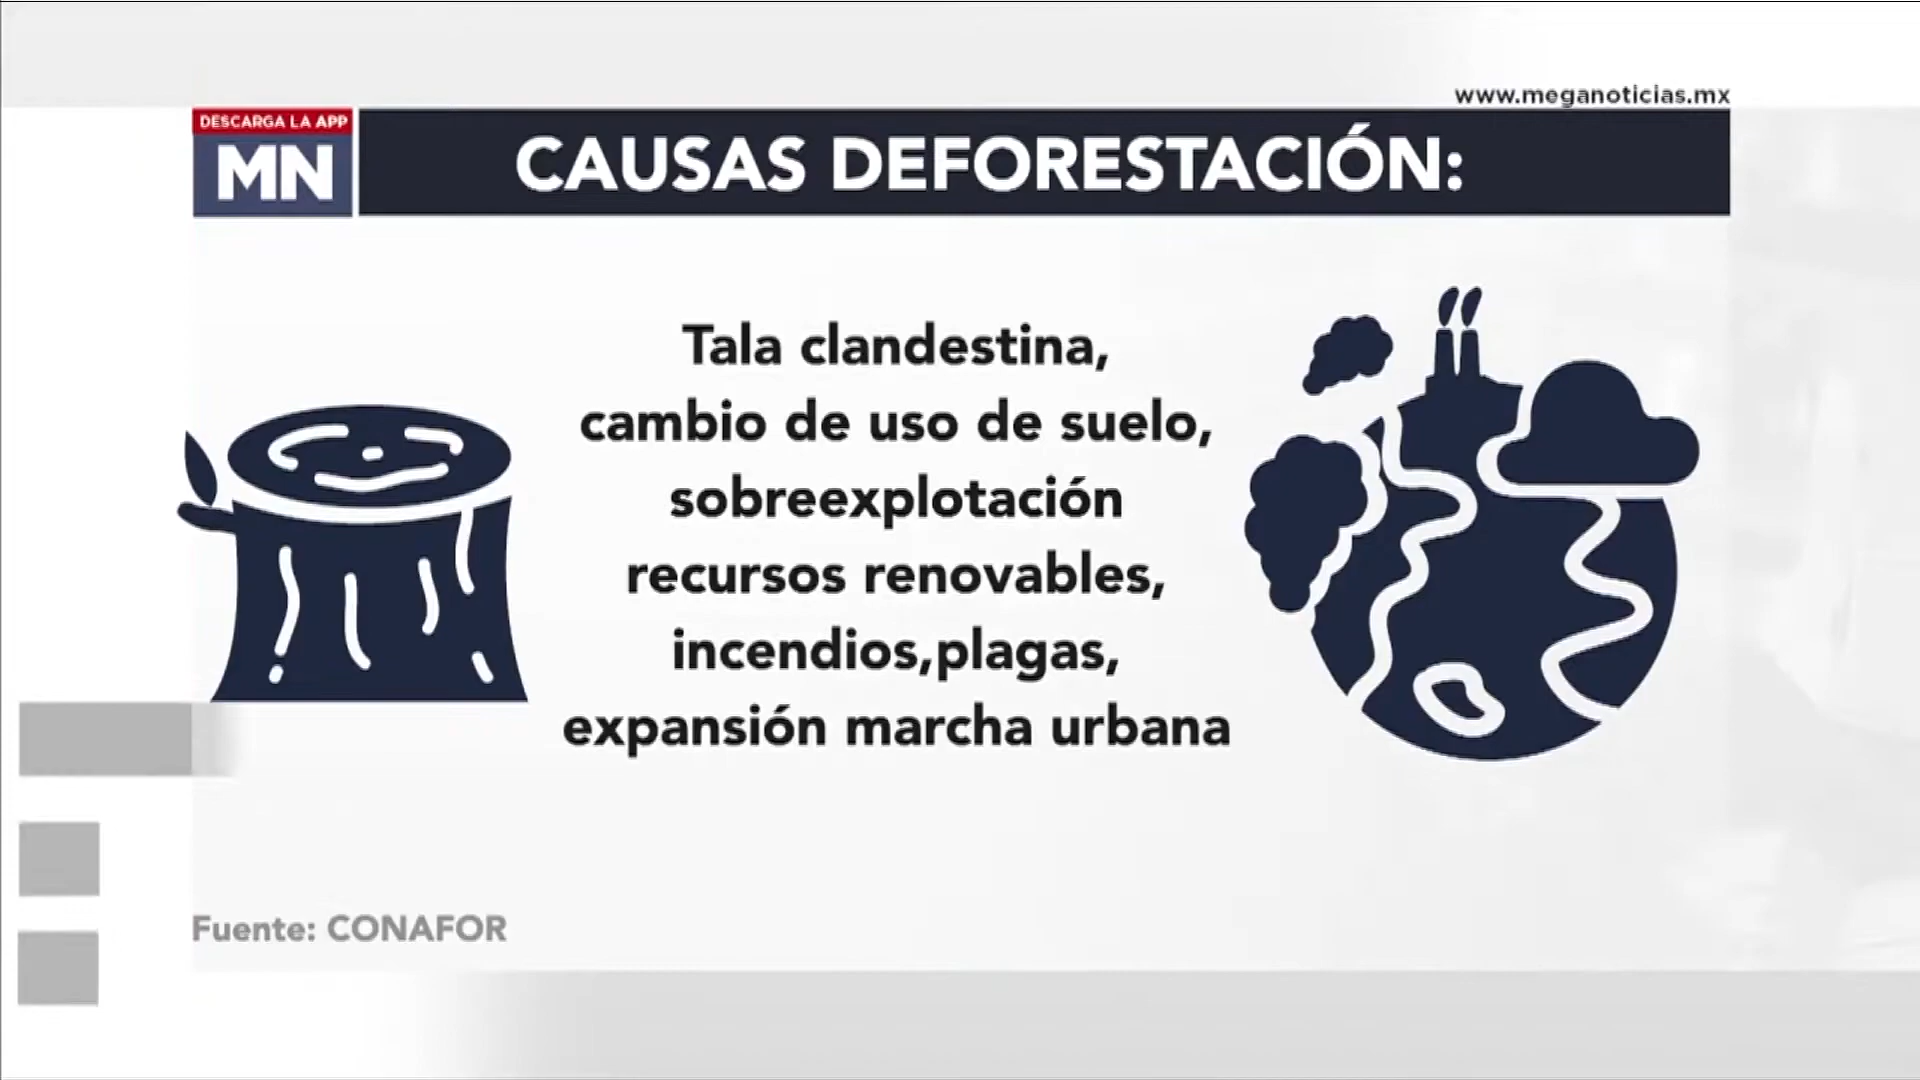 www.meganoticias.mx
DESCARGA LA APP
MN
CAUSAS DEFORESTACIÓN:
Tala clandestina,
cambio de uso de suelo,
sobreexplotación
recursos renovables,
incendios,plagas,
expansión marcha urbana
Fuente: CONAFOR